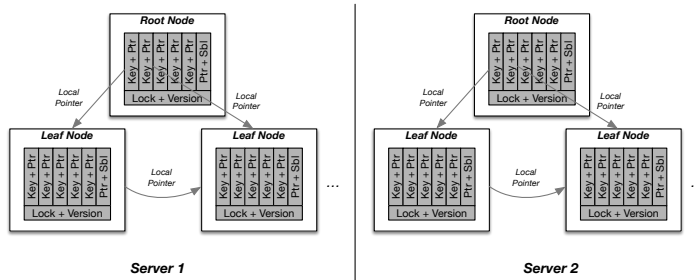 Root Node
Key + Ptr
Key + Ptr
Key + Ptr
Key + Ptr
Key + Ptr
Ptr + Sbl
Lock + Version
Local
Pointer
Local
Pointer
Leaf Node
Key + Ptr
Key + Ptr
Key + Ptr
Key + Ptr
Key + Ptr
Ptr + Sbl
Lock + Version
Local
Pointer
Leaf Node
Key + Ptr
Key + Ptr
Key + Ptr
Key + Ptr
Key + Ptr
Ptr + Sbl
Lock + Version
...
Server 1
Root Node
Key + Ptr
Key + Ptr
Key + Ptr
Key + Ptr
Key + Ptr
Ptr + Sbl
Lock + Version
Local
Pointer
Local
Pointer
Leaf Node
Key + Ptr
Key + Ptr
Key + Ptr
Key + Ptr
Key + Ptr
Ptr + Sbl
Lock + Version
Local
Pointer
Leaf Node
Key + Ptr
Key + Ptr
Key + Ptr
Key + Ptr
Key + Ptr
Ptr + Sbl
Lock + Version
.
Server 2